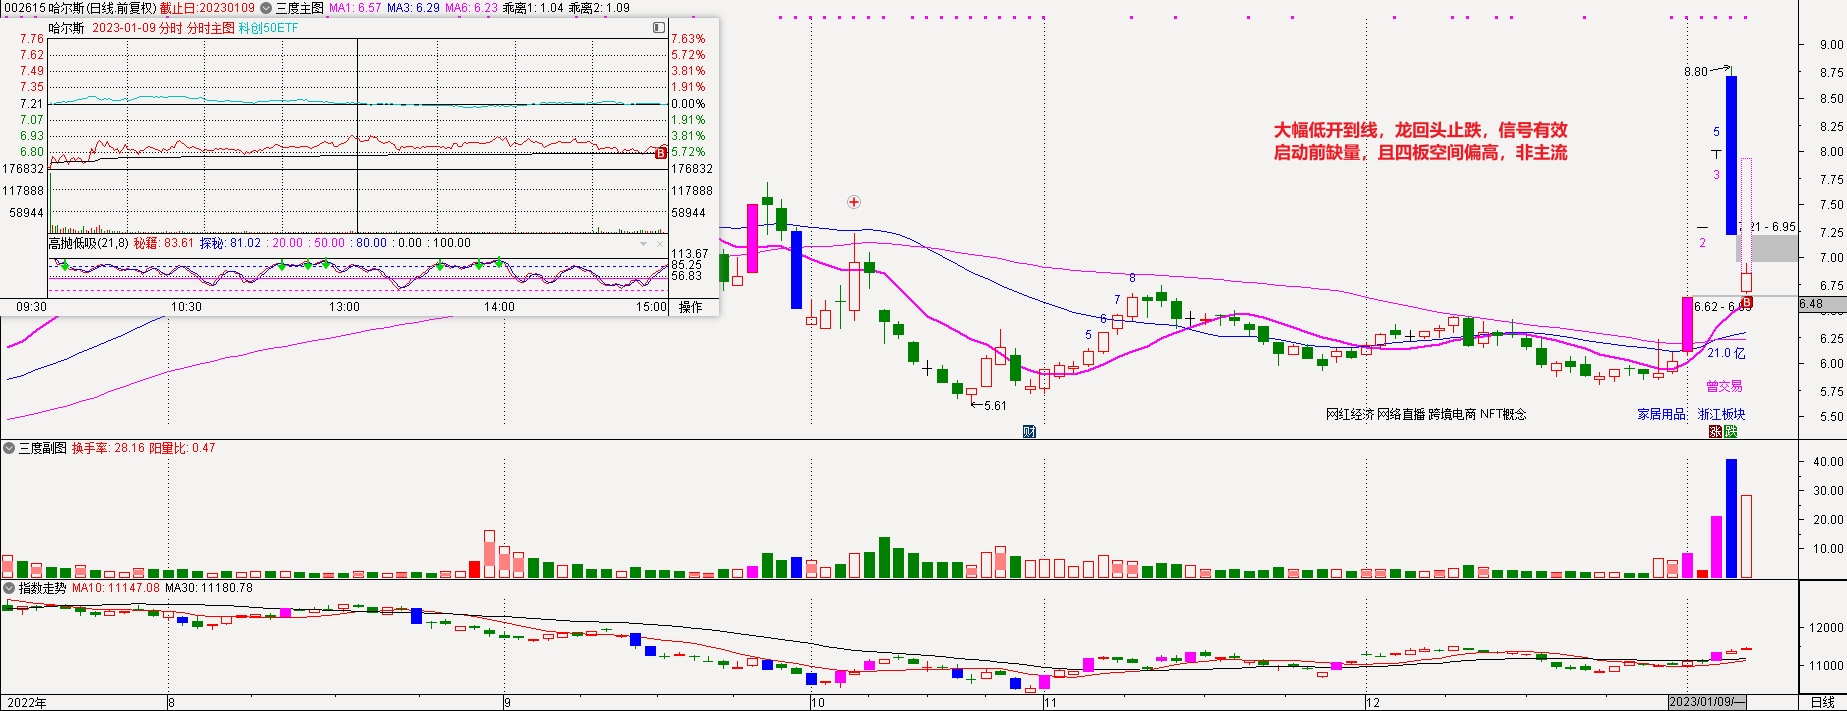 002615 哈尔斯(日线.前复权) 截止日:20230109 三度主图 MA1: 6.57 MA3: 6.29 MA6: 6.23 乖离1: 1.04 乖离2: 1.09
哈尔斯 2023-01-09 分时 分时主图 科创50ETF
7.76 7.63%
7.62 5.72%
7.49 3.81%
7.35 1.91%
7.21 0.00%
7.07 1.91%
6.93 3.81%
6.80 5.72%
B
176832 176832
117888 117888
58944 58944
高抛低吸(21,8) 秘籍: 83.61 探秘: 81.02 : 20.00 : 50.00 : 80.00 : 0.00 : 100.00
113.67
85.25
56.83
09:30 10:30 13:00 14:00 15:00 操作
大幅低开到线，龙回头止跌，信号有效
启动前缺量，且四板空间偏高，非主流
9.00
8.80
8.75
8.50
8.25
8.00
7.75
7.50
7.25
7.00
6.75
6.48
6.25
6.00
5.75
5.50
5
3
2
7.21 - 6.95
B
8
7
6
5
5.61
21.0 亿
曾交易
网红经济 网络直播 跨境电商 NFT概念 家居用品 浙江板块
财 涨 跌
三度副图 换手率: 28.16 阳量比: 0.47
40.00
30.00
20.00
10.00
指数走势 MA10: 11147.08 MA30: 11180.78
12000
11000
2022年 8 9 10 11 12 2023/01/09/一 日线